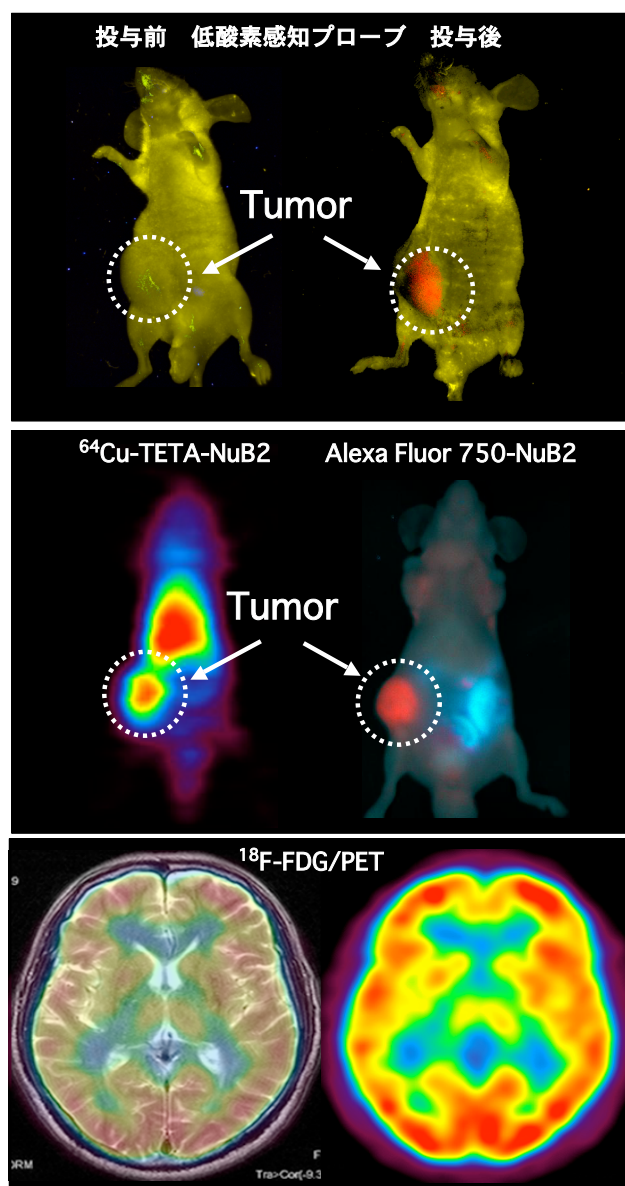 投与前 低酸素感知プローブ 投与後
Tumor
⁶⁴Cu-TETA-NuB2 Alexa Fluor 750-NuB2
Tumor
¹⁸F-FDG/PET
9
F
Tra>Cor(-9.3